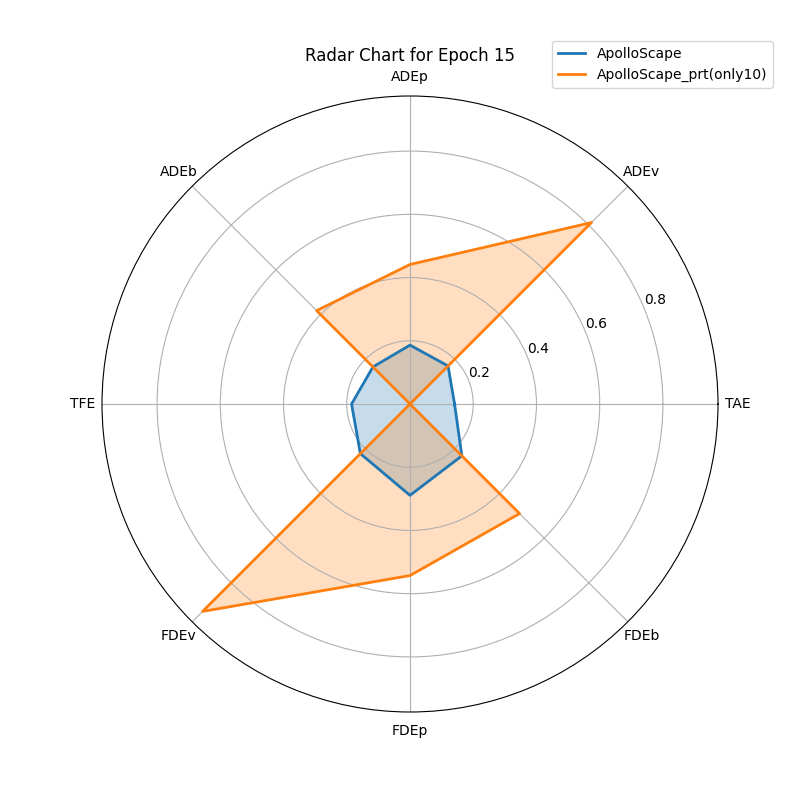 Radar Chart for Epoch 15
ApolloScape
ApolloScape_prt(only10)
ADEp
ADEb
ADEv
0.8
0.6
0.4
0.2
TFE
TAE
FDEv
FDEb
FDEp